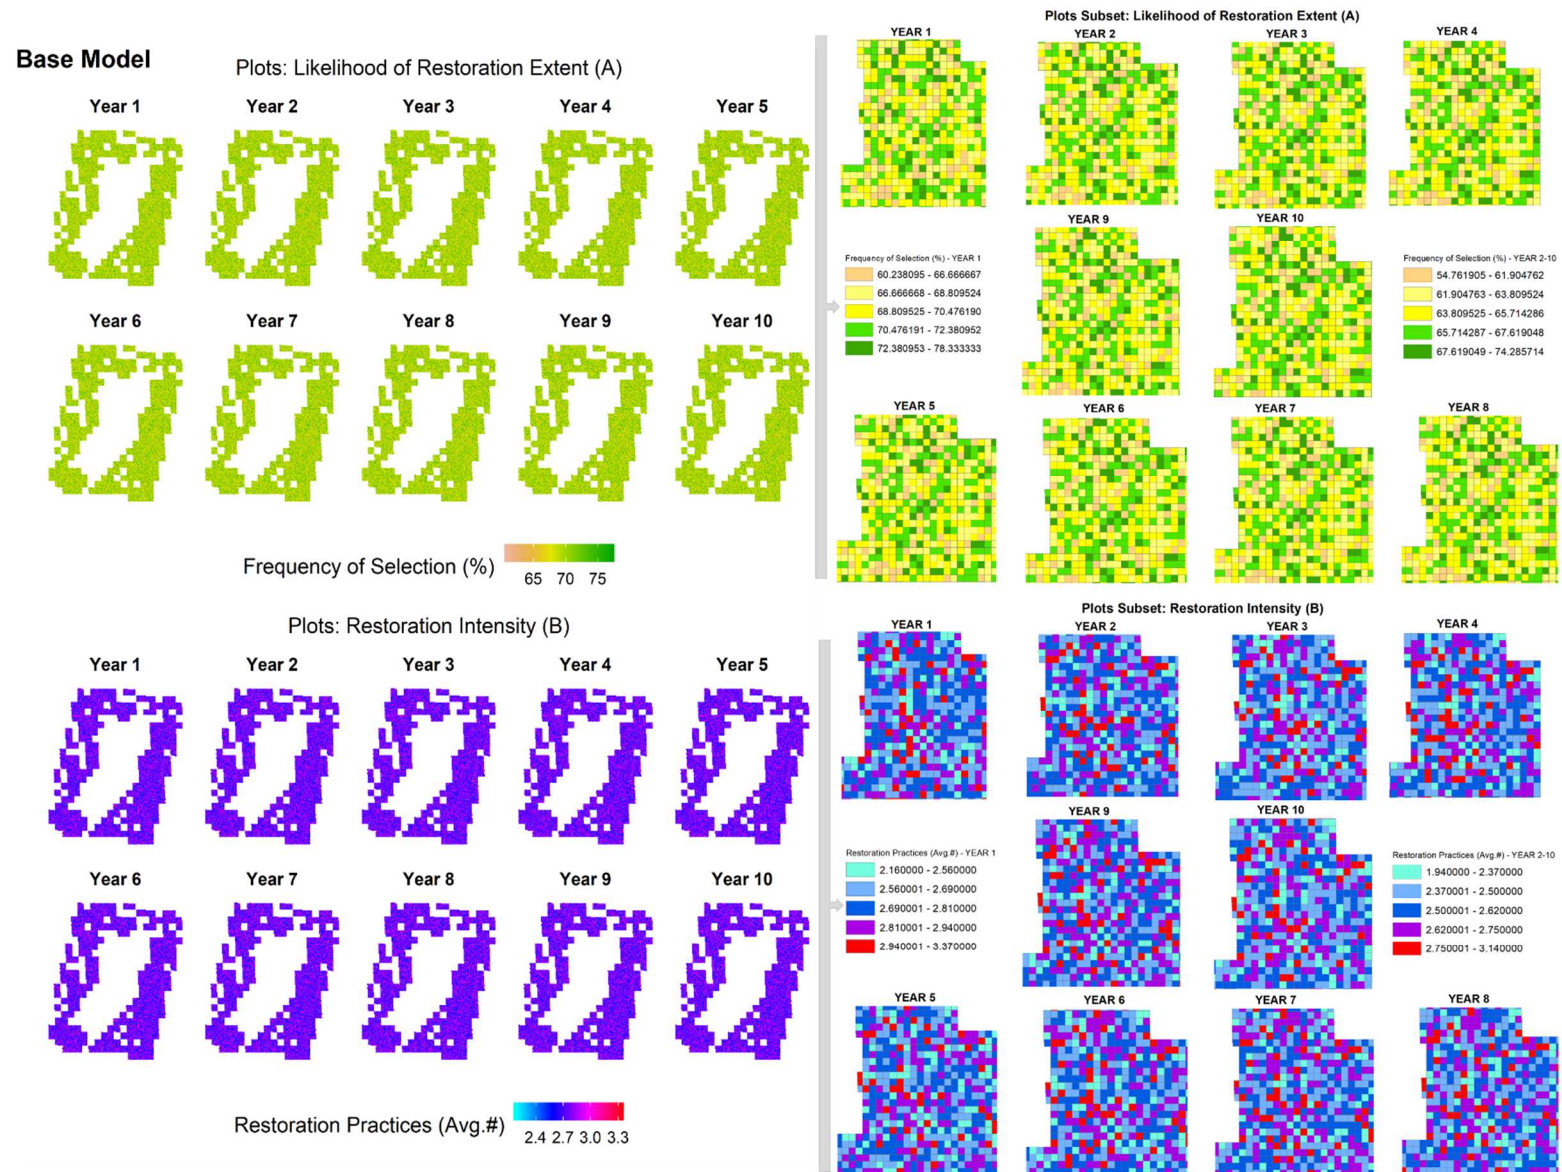 Base Model
Plots: Likelihood of Restoration Extent (A)
Year 1 Year 2 Year 3 Year 4 Year 5
Year 6 Year 7 Year 8 Year 9 Year 10
Frequency of Selection (%)
65 70 75
Plots: Restoration Intensity (B)
Year 1 Year 2 Year 3 Year 4 Year 5
Year 6 Year 7 Year 8 Year 9 Year 10
Restoration Practices (Avg.#)
2.4 2.7 3.0 3.3
Plots Subset: Likelihood of Restoration Extent (A)
YEAR 1 YEAR 2 YEAR 3 YEAR 4
YEAR 9 YEAR 10
Frequency of Selection (%) - YEAR 1
60.238095 - 66.666667
66.666668 - 68.809524
68.809525 - 70.476190
70.476191 - 72.380952
72.380953 - 78.333333
Frequency of Selection (%) - YEAR 2-10
54.761905 - 61.904762
61.904763 - 63.809524
63.809525 - 65.714286
65.714287 - 67.619048
67.619049 - 74.285714
YEAR 5 YEAR 6 YEAR 7 YEAR 8
Plots Subset: Restoration Intensity (B)
YEAR 1 YEAR 2 YEAR 3 YEAR 4
YEAR 9 YEAR 10
Restoration Practices (Avg.#) - YEAR 1
2.160000 - 2.560000
2.560001 - 2.690000
2.690001 - 2.810000
2.810001 - 2.940000
2.940001 - 3.370000
Restoration Practices (Avg.#) - YEAR 2-10
1.940000 - 2.370000
2.370001 - 2.500000
2.500001 - 2.620000
2.620001 - 2.750000
2.750001 - 3.140000
YEAR 5 YEAR 6 YEAR 7 YEAR 8